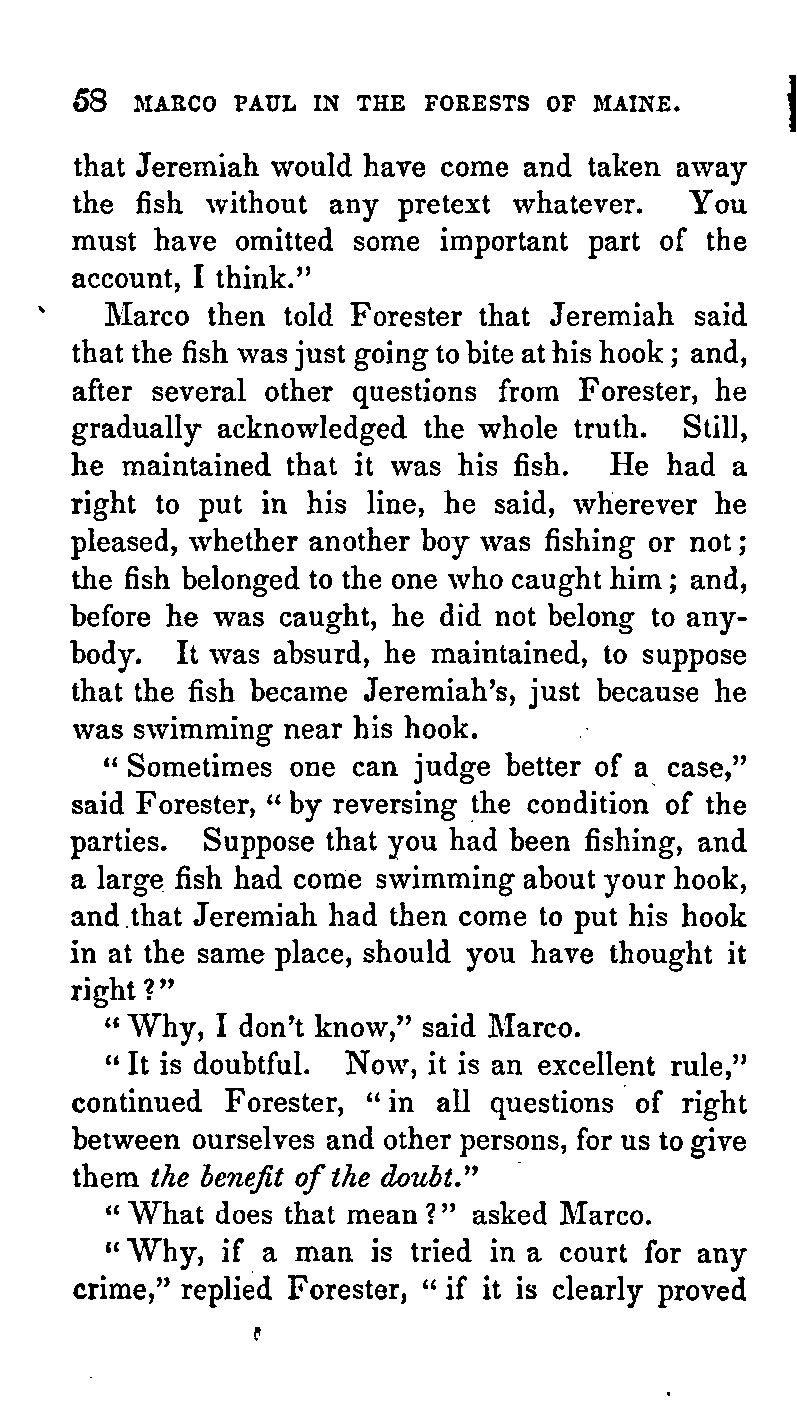 58 MARCO PAUL IN THE FORESTS OF MAINE.
that Jeremiah would have come and taken away
the fish without any pretext whatever. You
must have omitted some important part of the
account, I think."
Marco then told Forester that Jeremiah said
that the fish was just going to bite at his hook; and,
after several other questions from Forester, he
gradually acknowledged the whole truth. Still,
he maintained that it was his fish. He had a
right to put in his line, he said, wherever he
pleased, whether another boy was fishing or not;
the fish belonged to the one who caught him; and,
before he was caught, he did not belong to any-
body. It was absurd, he maintained, to suppose
that the fish became Jeremiah's, just because he
was swimming near his hook.
"Sometimes one can judge better of a case,"
said Forester, "by reversing the condition of the
parties. Suppose that you had been fishing, and
a large fish had come swimming about your hook,
and that Jeremiah had then come to put his hook
in at the same place, should you have thought it
right?"
"Why, I don't know," said Marco.
"It is doubtful. Now, it is an excellent rule,"
continued Forester, "in all questions of right
between ourselves and other persons, for us to give
them the benefit of the doubt."
"What does that mean?" asked Marco.
"Why, if a man is tried in a court for any
crime," replied Forester, "if it is clearly proved